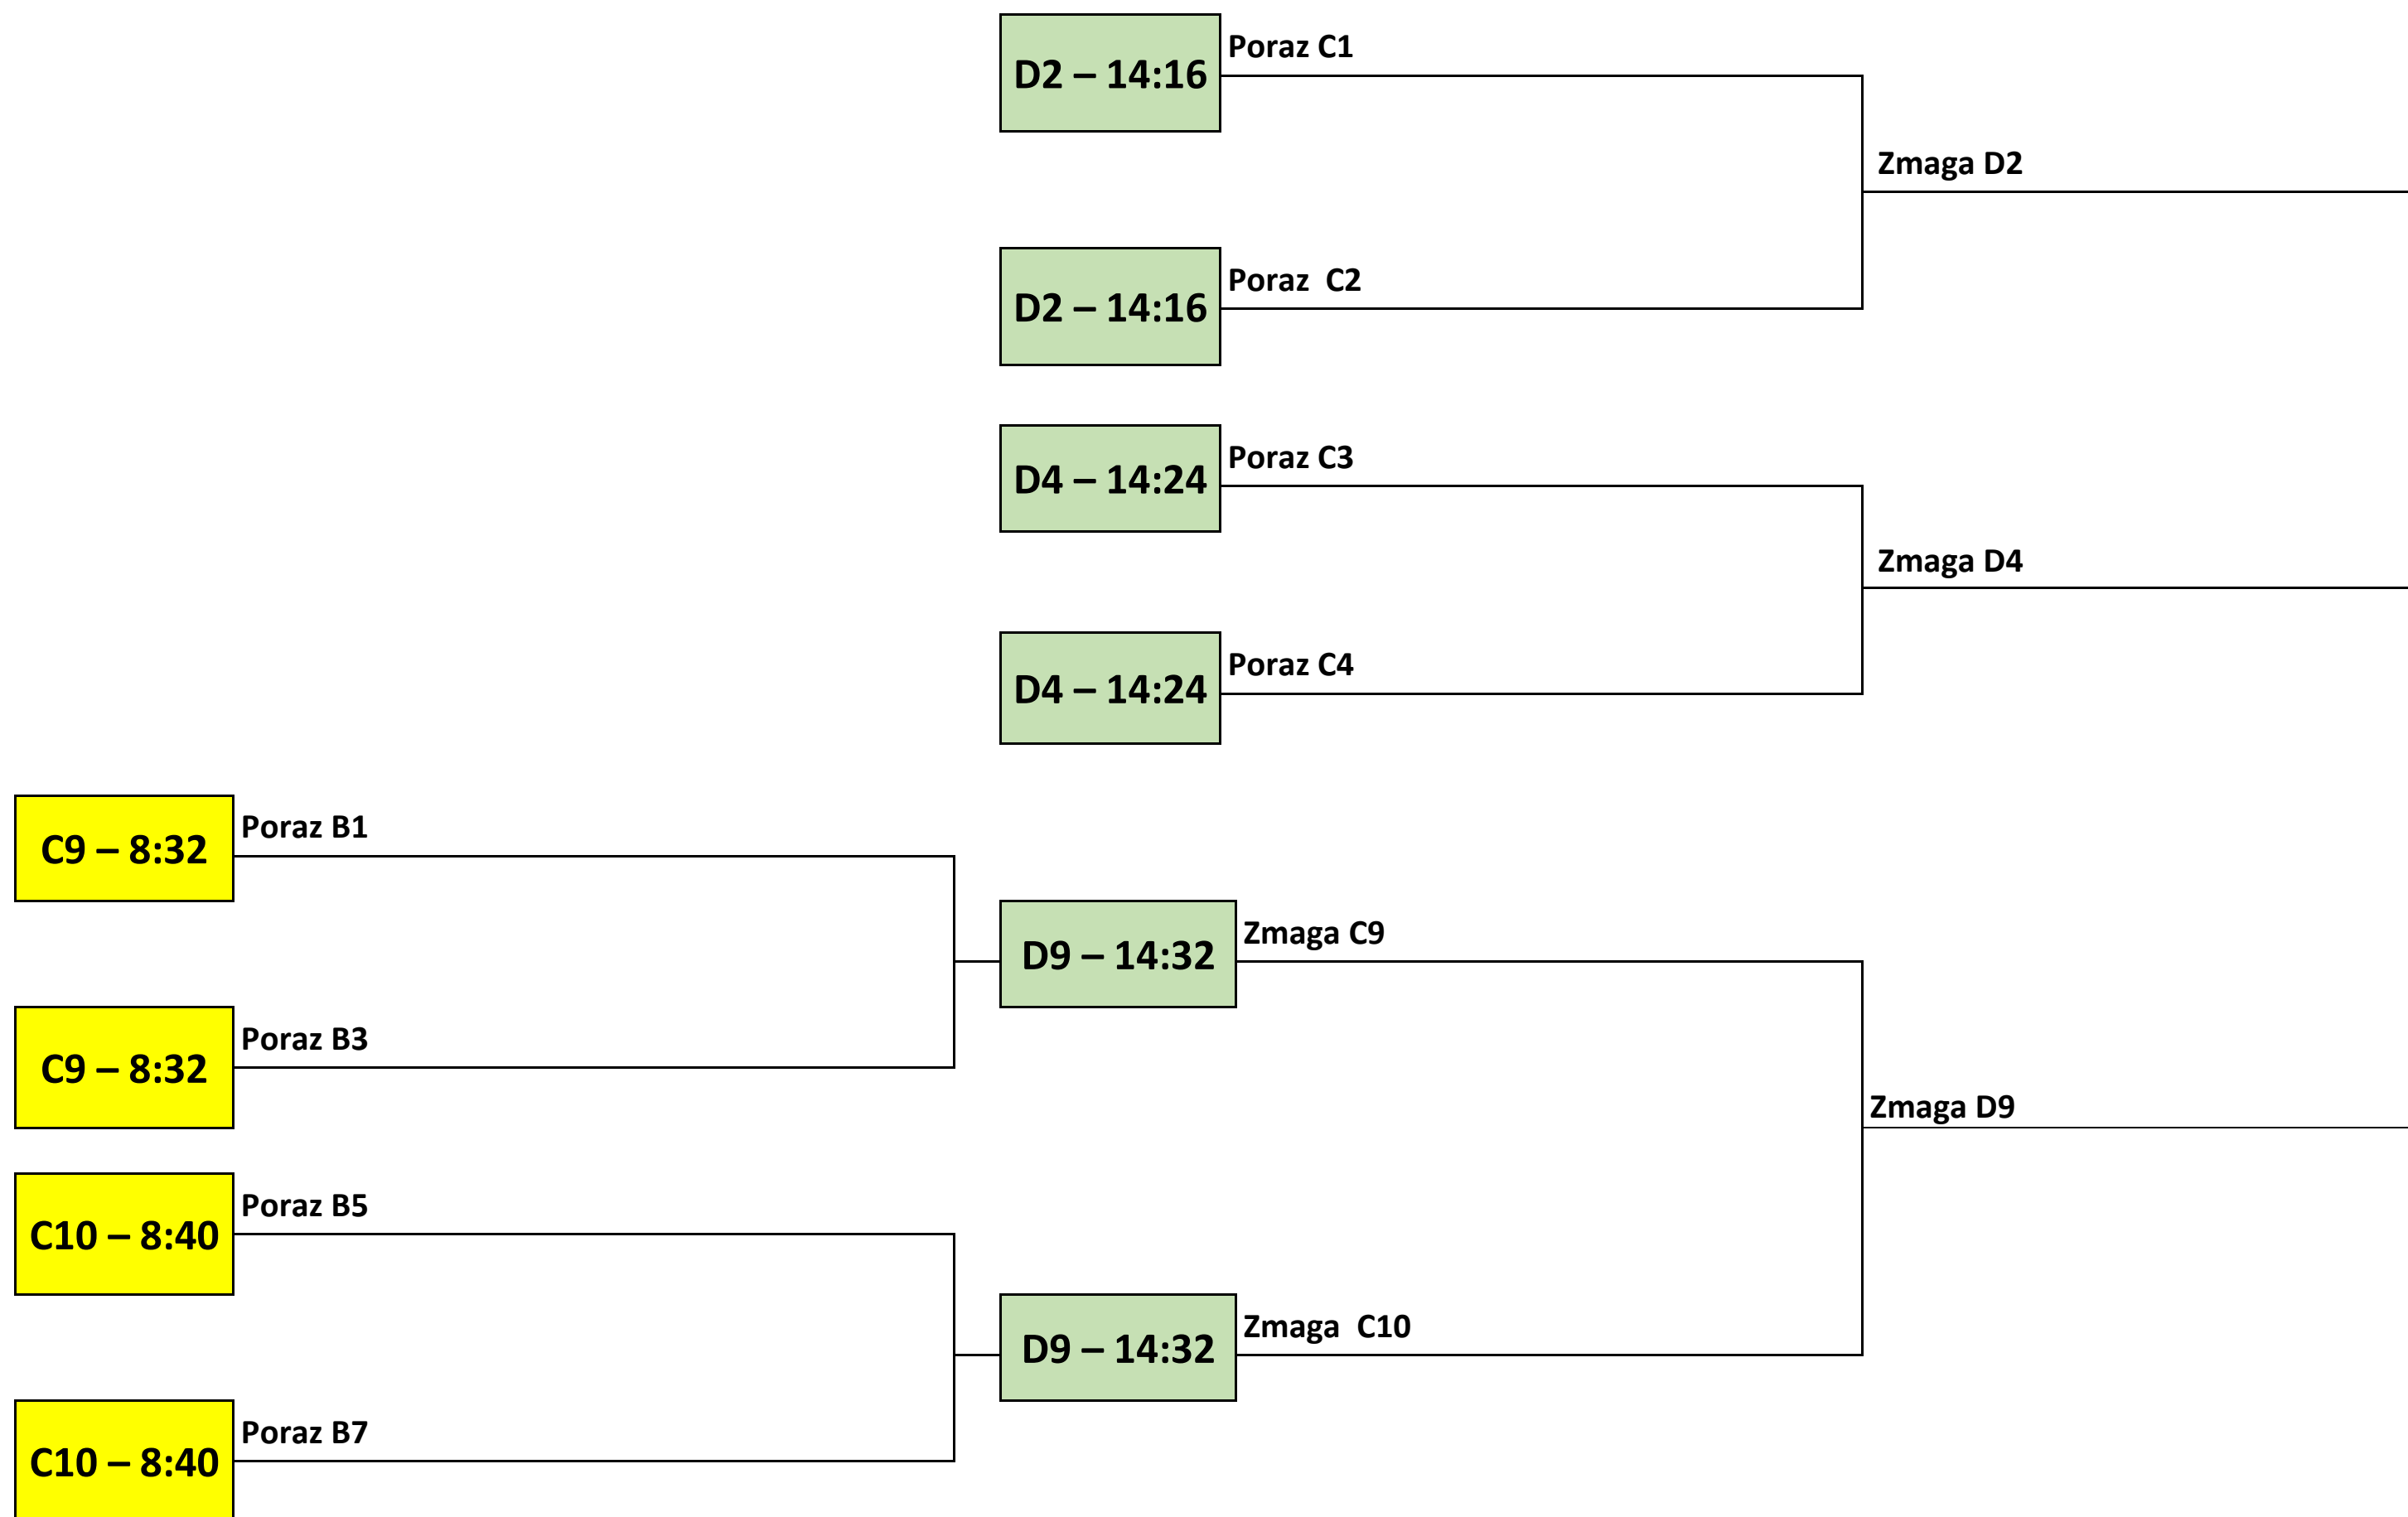 D2 – 14:16
Poraz C1
Zmaga D2
D2 – 14:16
Poraz  C2
D4 – 14:24
Poraz C3
Zmaga D4
D4 – 14:24
Poraz C4
C9 – 8:32
Poraz B1
D9 – 14:32
Zmaga C9
C9 – 8:32
Poraz B3
Zmaga D9
C10 – 8:40
Poraz B5
D9 – 14:32
Zmaga  C10
C10 – 8:40
Poraz B7